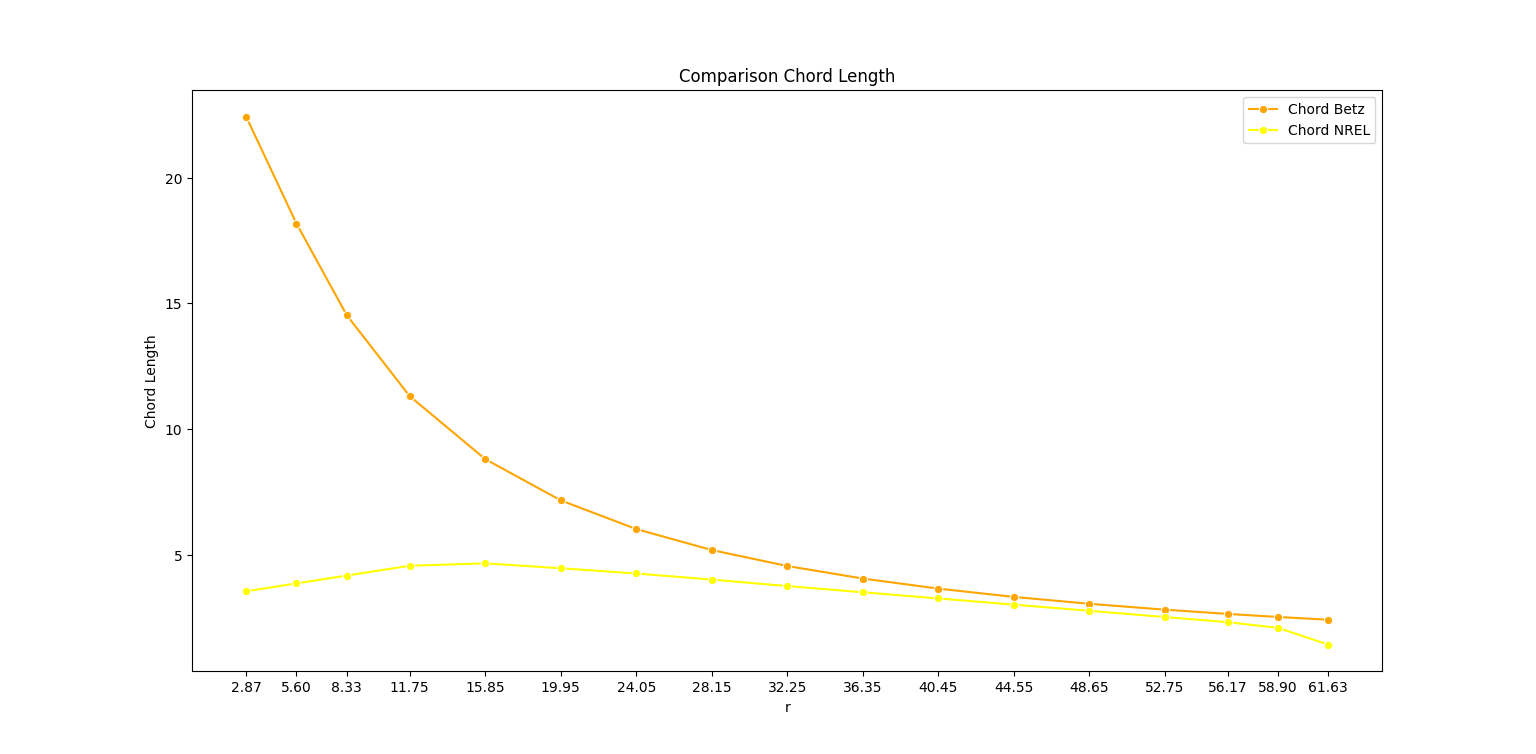 Comparison Chord Length
Chord Betz
Chord NREL
20
15
10
5
Chord Length
2.87 5.60 8.33 11.75 15.85 19.95 24.05 28.15 32.25 36.35 40.45 44.55 48.65 52.75 56.17 58.90 61.63
r